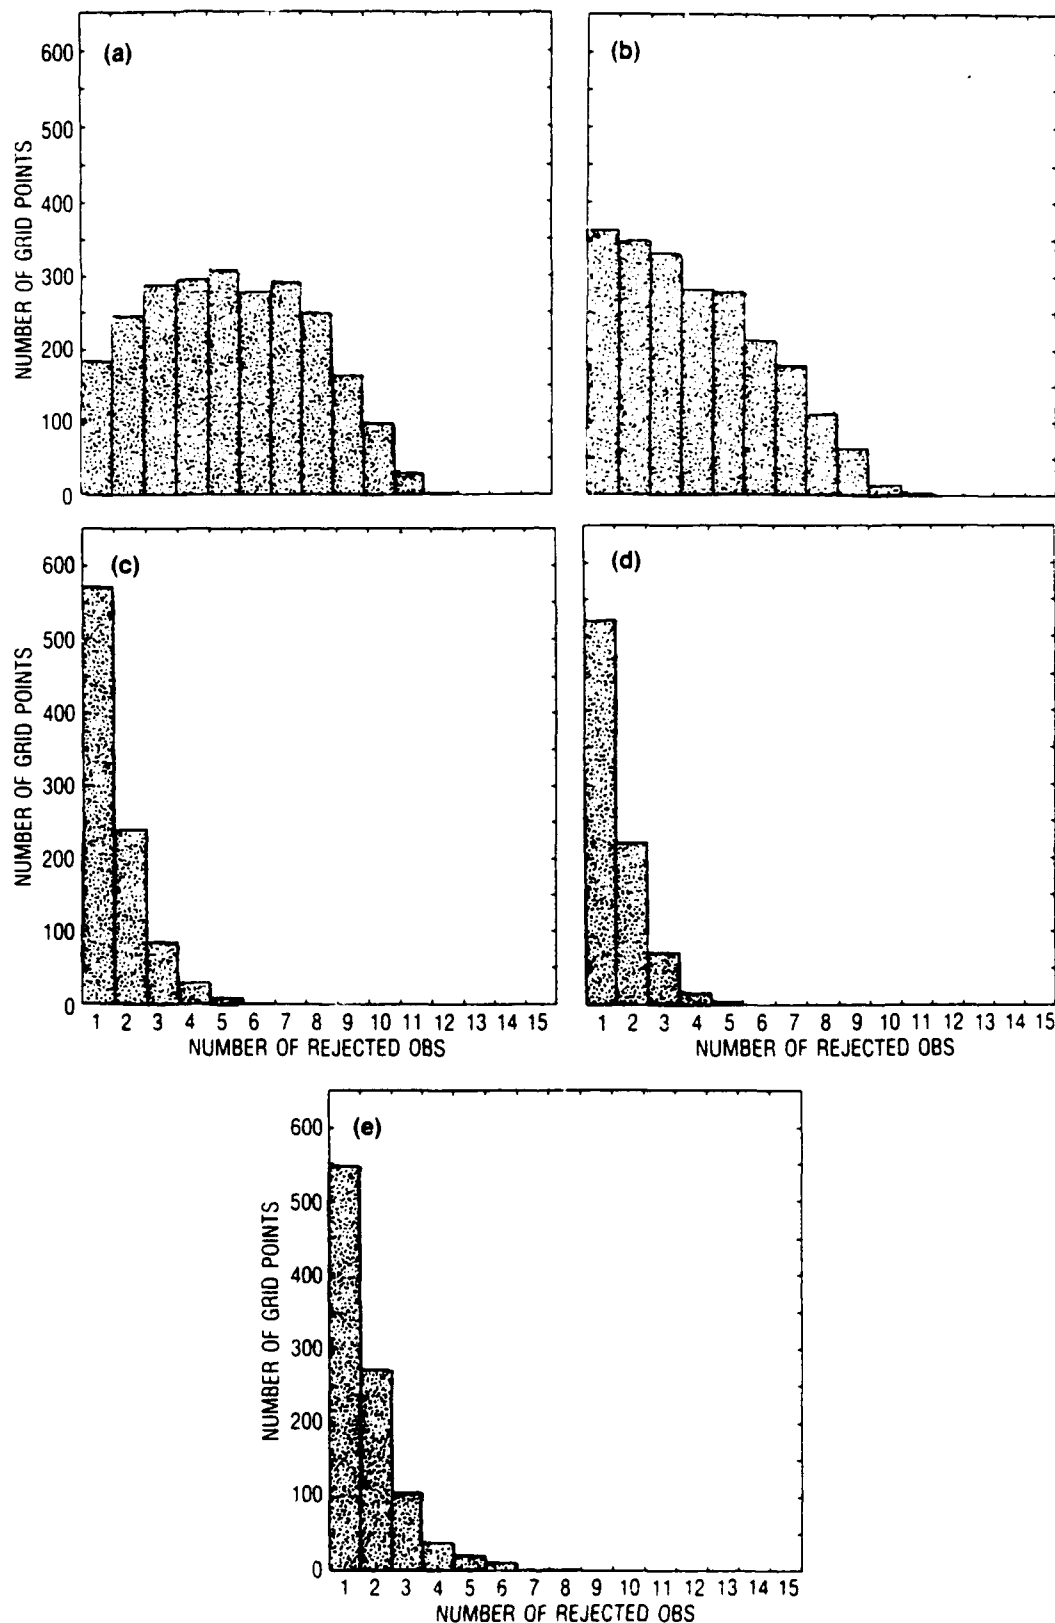 (a)
(b)
600
500
400
300
200
100
0
NUMBER OF GRID POINTS
(c)
(d)
600
500
400
300
200
100
0
NUMBER OF GRID POINTS
1 2 3 4 5 6 7 8 9 10 11 12 13 14 15
NUMBER OF REJECTED OBS
1 2 3 4 5 6 7 8 9 10 11 12 13 14 15
NUMBER OF REJECTED OBS
(e)
600
500
400
300
200
100
0
NUMBER OF GRID POINTS
1 2 3 4 5 6 7 8 9 10 11 12 13 14 15
NUMBER OF REJECTED OBS